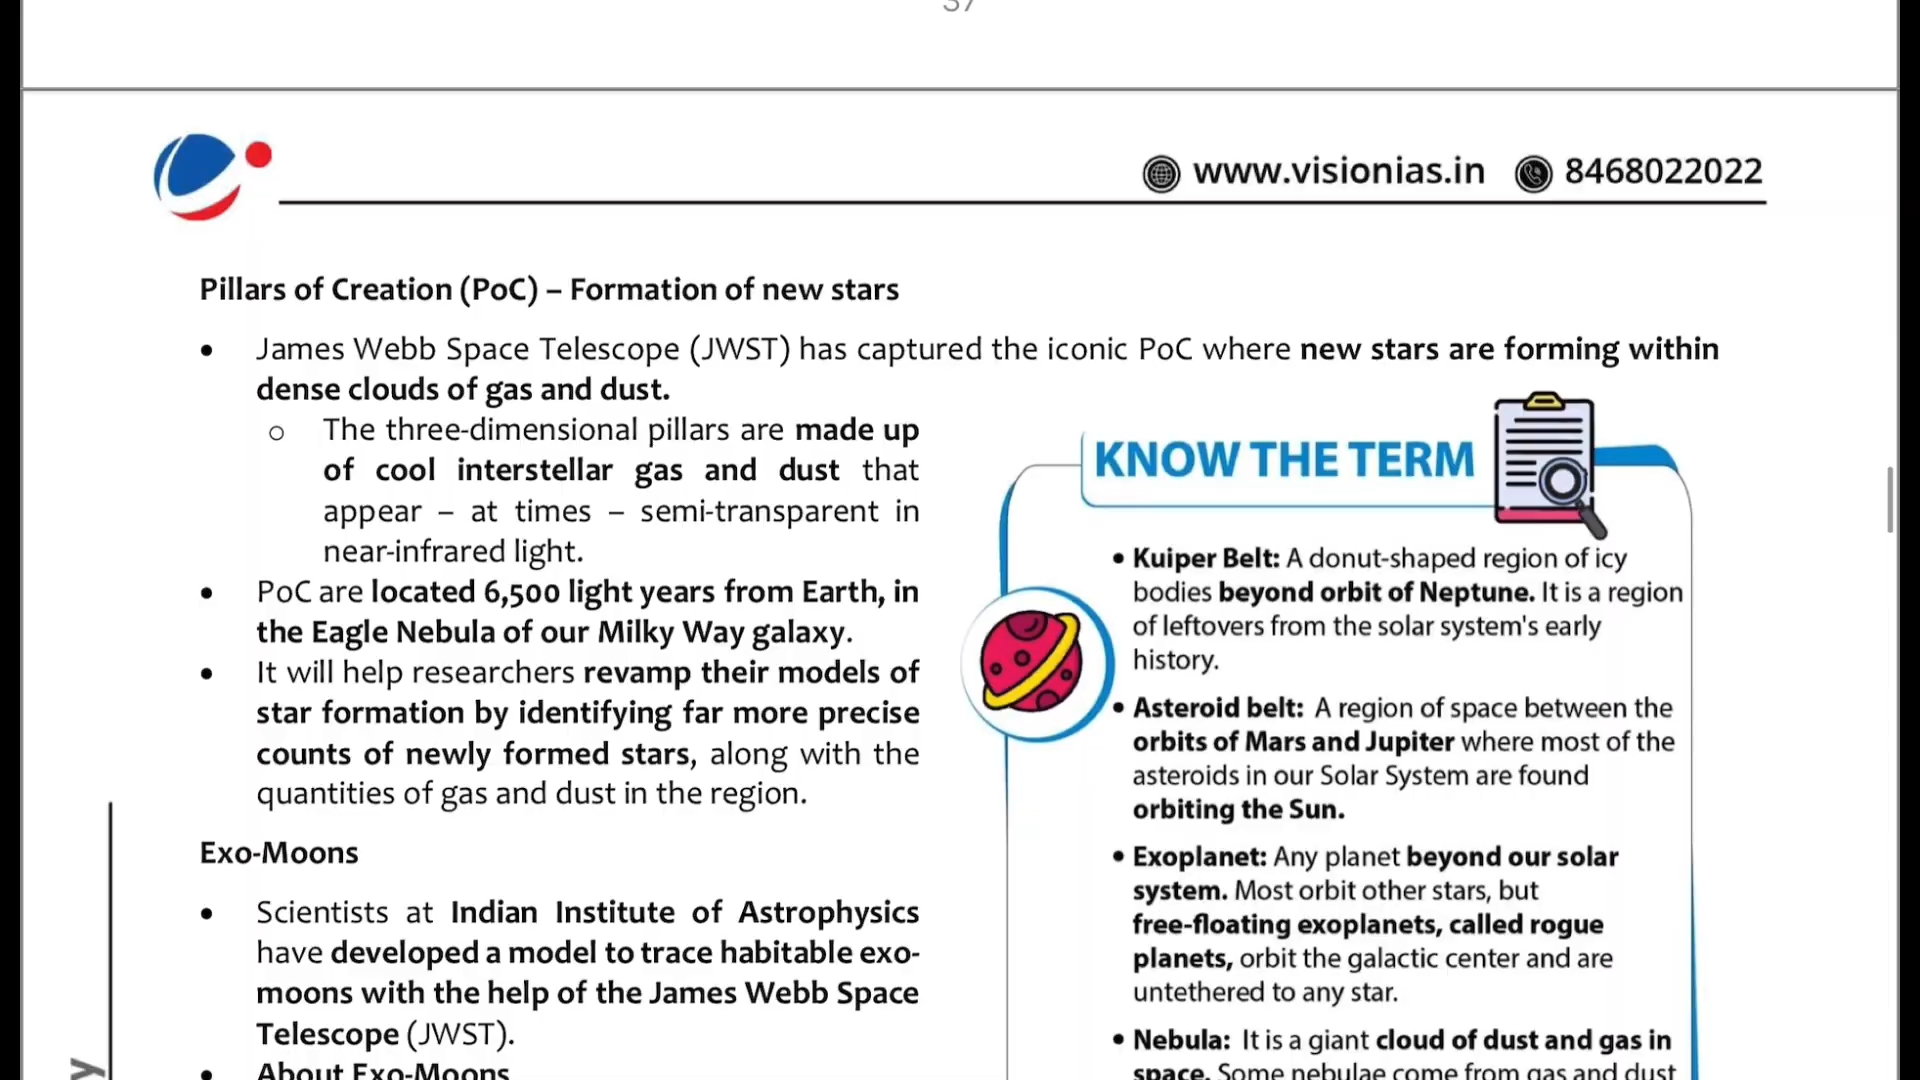 37
www.visionias.in 8468022022
Pillars of Creation (PoC) – Formation of new stars
• James Webb Space Telescope (JWST) has captured the iconic PoC where new stars are forming within
dense clouds of gas and dust.
o The three-dimensional pillars are made up
of cool interstellar gas and dust that
appear – at times – semi-transparent in
near-infrared light.
• PoC are located 6,500 light years from Earth, in
the Eagle Nebula of our Milky Way galaxy.
• It will help researchers revamp their models of
star formation by identifying far more precise
counts of newly formed stars, along with the
quantities of gas and dust in the region.
Exo-Moons
• Scientists at Indian Institute of Astrophysics
have developed a model to trace habitable exo-
moons with the help of the James Webb Space
Telescope (JWST).
• About Exo-Moons
KNOW THE TERM
• Kuiper Belt: A donut-shaped region of icy
bodies beyond orbit of Neptune. It is a region
of leftovers from the solar system's early
history.
• Asteroid belt: A region of space between the
orbits of Mars and Jupiter where most of the
asteroids in our Solar System are found
orbiting the Sun.
• Exoplanet: Any planet beyond our solar
system. Most orbit other stars, but
free-floating exoplanets, called rogue
planets, orbit the galactic center and are
untethered to any star.
• Nebula: It is a giant cloud of dust and gas in
space. Some nebulae come from gas and dust
y